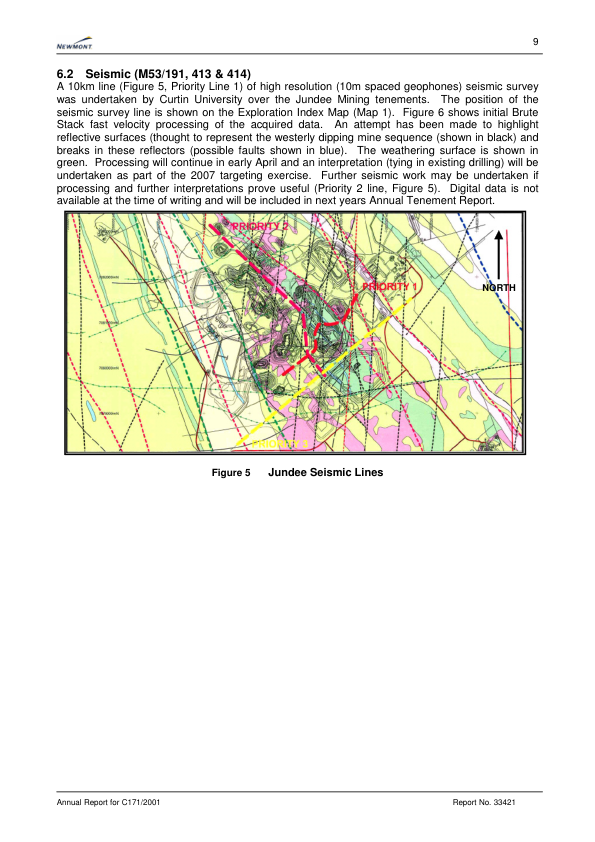 NEWMONT
9
6.2 Seismic (M53/191, 413 & 414)
A 10km line (Figure 5, Priority Line 1) of high resolution (10m spaced geophones) seismic survey
was undertaken by Curtin University over the Jundee Mining tenements. The position of the
seismic survey line is shown on the Exploration Index Map (Map 1). Figure 6 shows initial Brute
Stack fast velocity processing of the acquired data. An attempt has been made to highlight
reflective surfaces (thought to represent the westerly dipping mine sequence (shown in black) and
breaks in these reflectors (possible faults shown in blue). The weathering surface is shown in
green. Processing will continue in early April and an interpretation (tying in existing drilling) will be
undertaken as part of the 2007 targeting exercise. Further seismic work may be undertaken if
processing and further interpretations prove useful (Priority 2 line, Figure 5). Digital data is not
available at the time of writing and will be included in next years Annual Tenement Report.
PRIORITY 2
PRIORITY 1
NORTH
PRIORITY 3
Figure 5 Jundee Seismic Lines
Annual Report for C171/2001
Report No. 33421